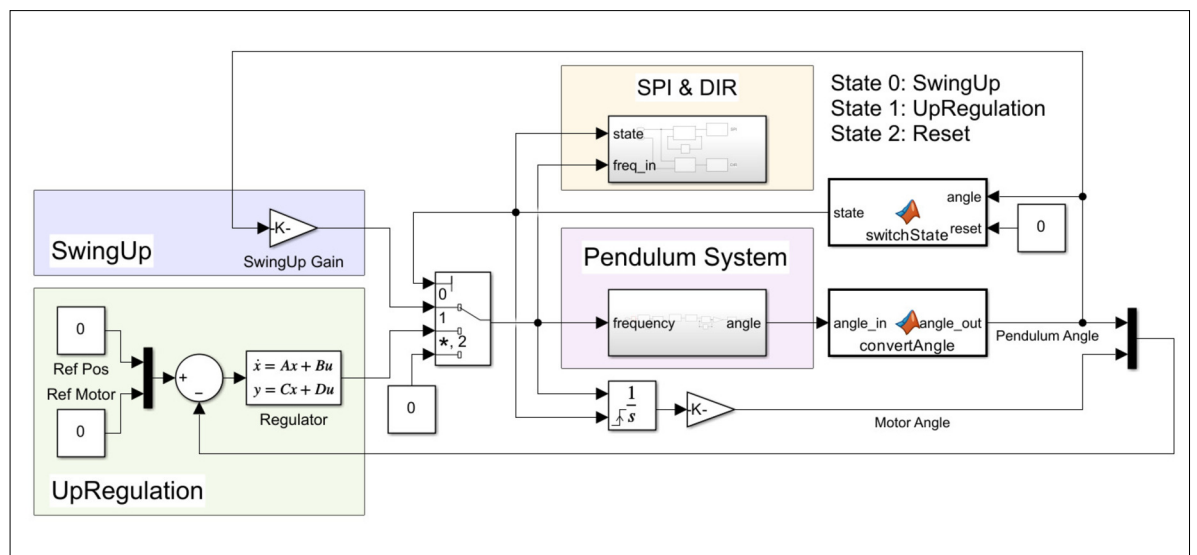 SPI & DIR
state
freq_in
State 0: SwingUp
State 1: UpRegulation
State 2: Reset
SwingUp
-K-
SwingUp Gain
state
angle
reset
switchState
0
Pendulum System
frequency
angle
angle_in
angle_out
convertAngle
Pendulum Angle
0
1
*, 2
0
0
Ref Pos
Ref Motor
0
+
−
ẋ = Ax + Bu
y = Cx + Du
Regulator
UpRegulation
1
s
-K-
Motor Angle